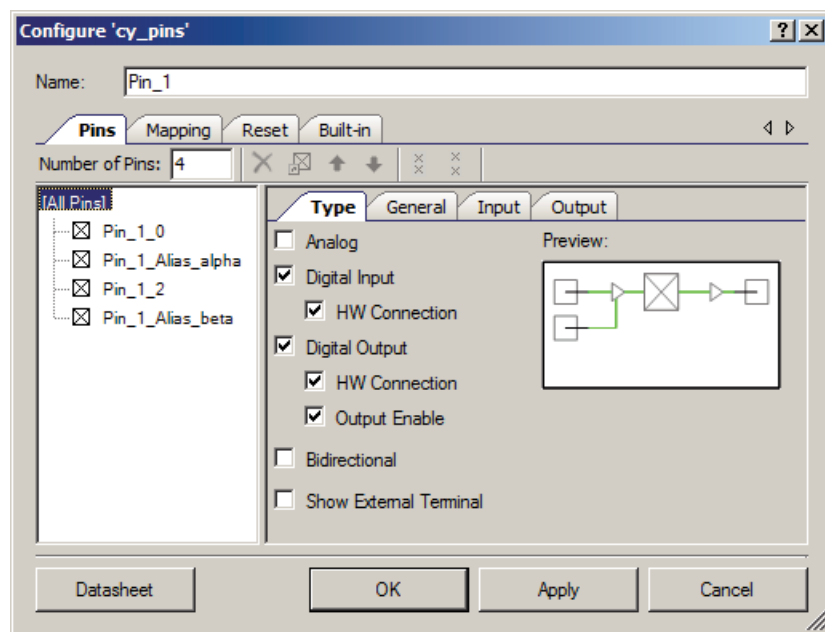 Configure 'cy_pins'
Name: Pin_1
Pins Mapping Reset Built-in
Number of Pins: 4
[All Pins]
Pin_1_0
Pin_1_Alias_alpha
Pin_1_2
Pin_1_Alias_beta
Type General Input Output
Analog
Preview:
Digital Input
HW Connection
Digital Output
HW Connection
Output Enable
Bidirectional
Show External Terminal
Datasheet OK Apply Cancel